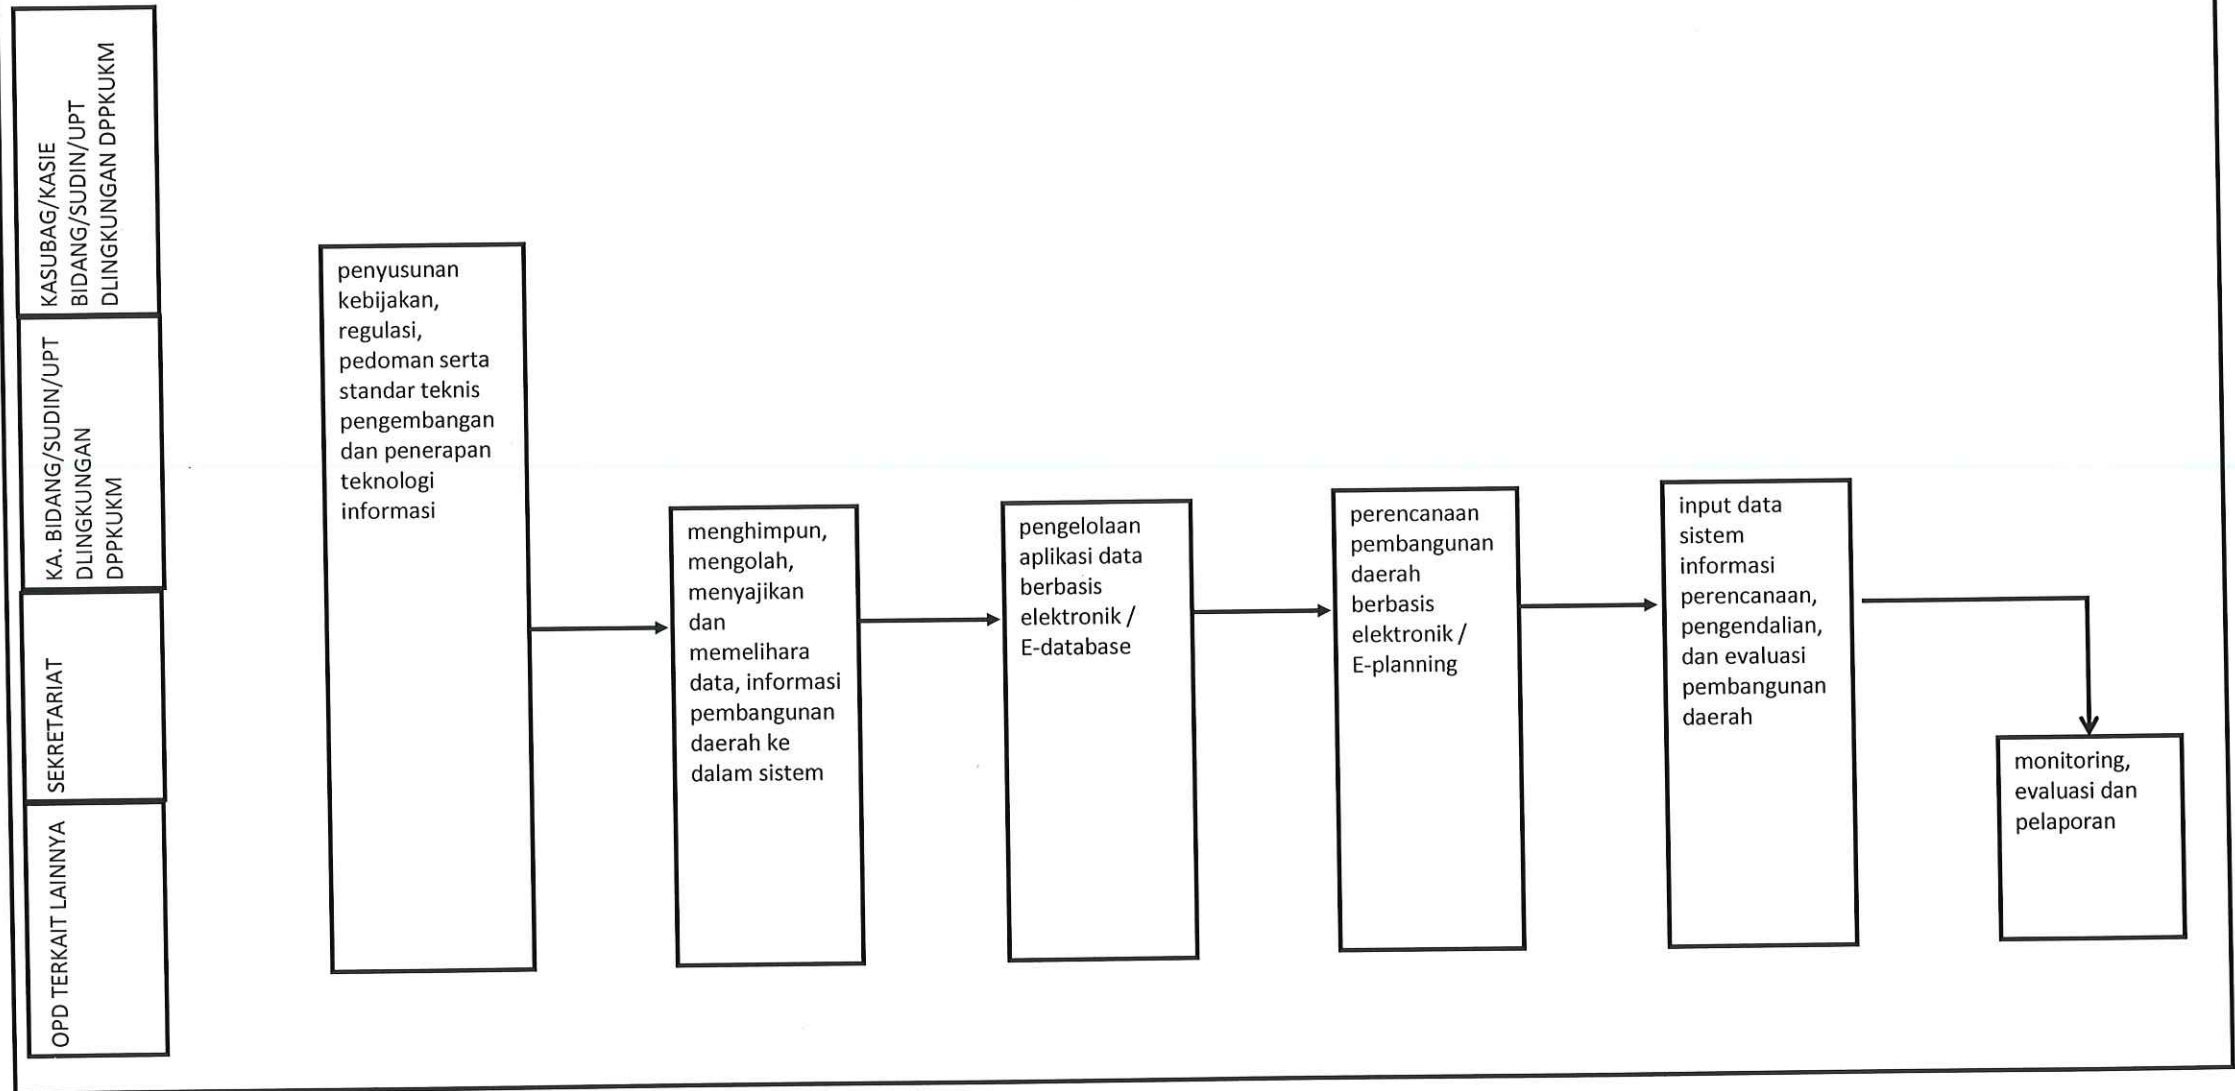 KASUBAG/KASIE
BIDANG/SUDIN/UPT
DLINGKUNGAN DPPKUKM
KA. BIDANG/SUDIN/UPT
DLINGKUNGAN
DPPKUKM
SEKRETARIAT
OPD TERKAIT LAINNYA
penyusunan
kebijakan,
regulasi,
pedoman serta
standar teknis
pengembangan
dan penerapan
teknologi
informasi
menghimpun,
mengolah,
menyajikan
dan
memelihara
data, informasi
pembangunan
daerah ke
dalam sistem
pengelolaan
aplikasi data
berbasis
elektronik /
E-database
perencanaan
pembangunan
daerah
berbasis
elektronik /
E-planning
input data
sistem
informasi
perencanaan,
pengendalian,
dan evaluasi
pembangunan
daerah
monitoring,
evaluasi dan
pelaporan